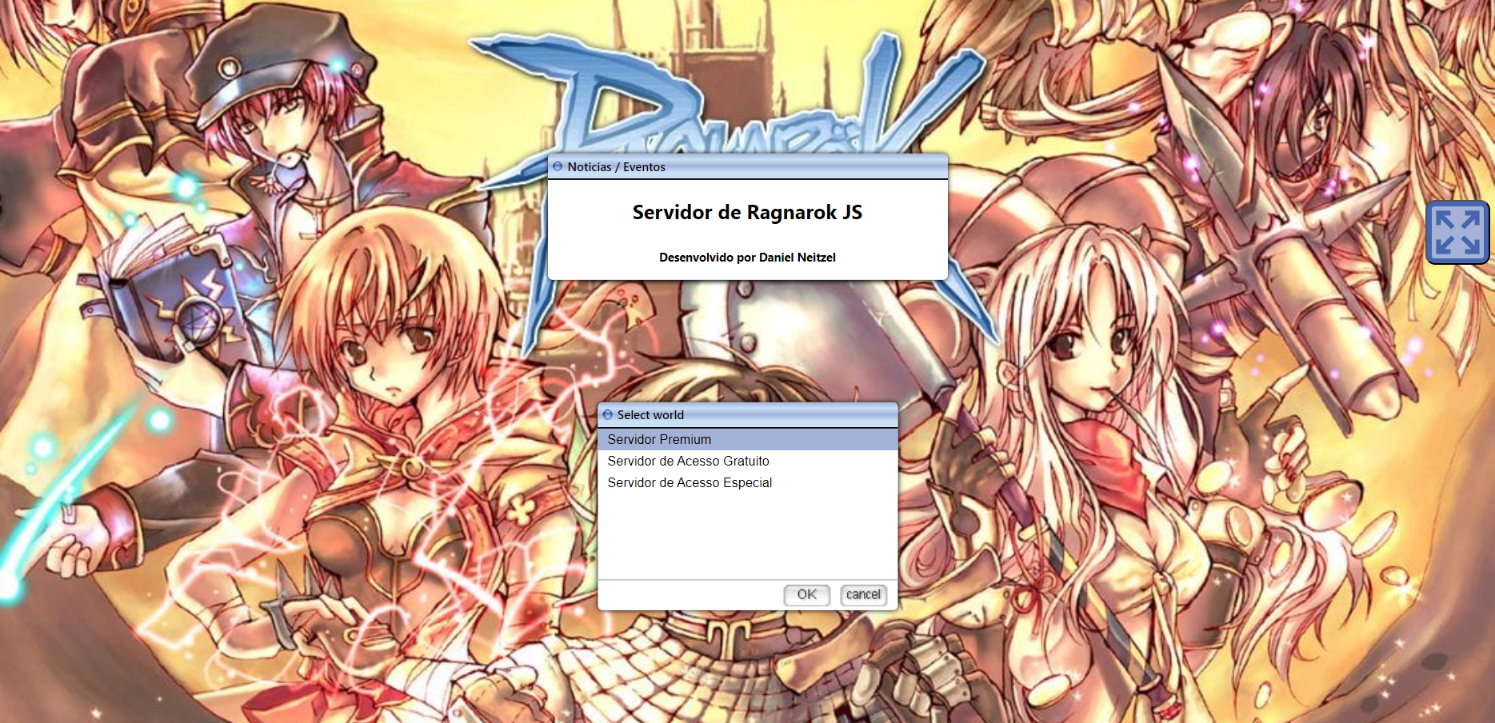 Ragnarök
Noticias / Eventos
Servidor de Ragnarok JS
Desenvolvido por Daniel Neitzel
Select world
Servidor Premium
Servidor de Acesso Gratuito
Servidor de Acesso Especial
OK cancel